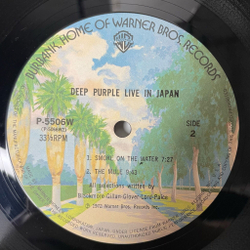 BURBANK, HOME OF WARNER BROS. RECORDS
DEEP PURPLE LIVE IN JAPAN
P-5506W
33⅓RPM
SIDE
2
1. SMOKE ON THE WATER 7:27
2. THE MULE 9:43
All selections written by
Blackmore-Gillan-Glover-Lord-Paice
℗ 1972 Warner Bros. Records Inc.